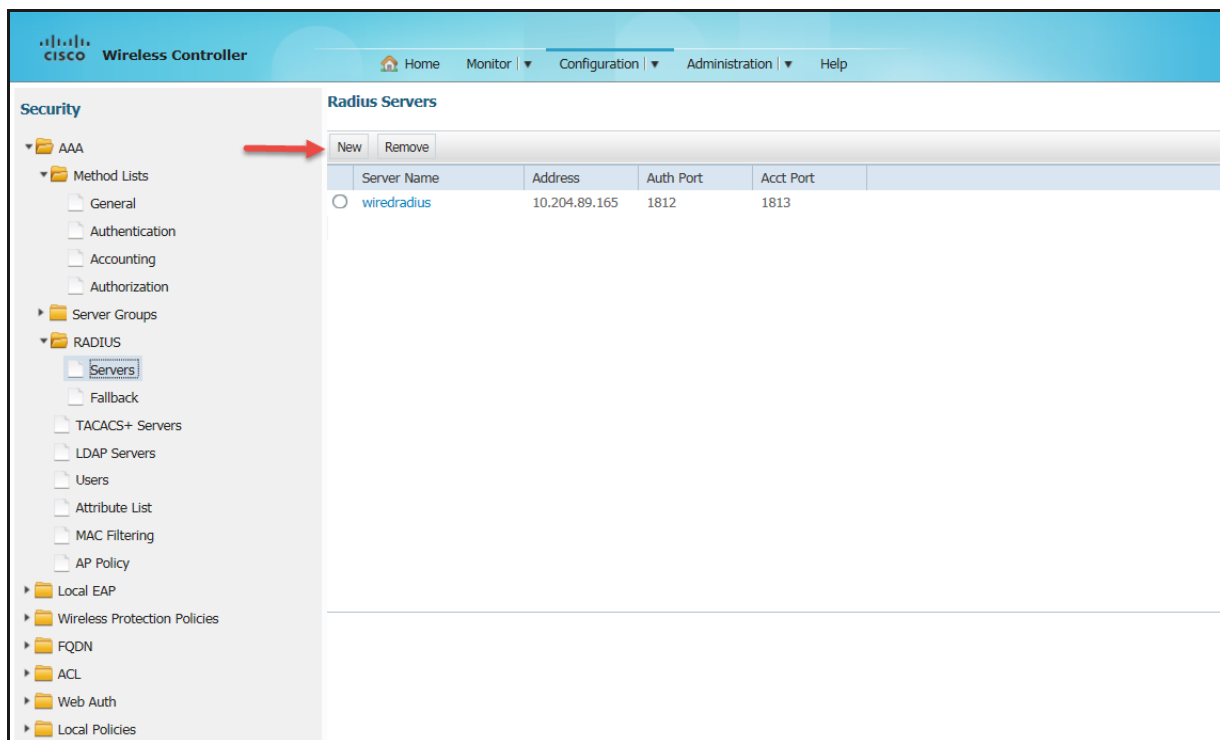 CISCO Wireless Controller
Home Monitor Configuration Administration Help
Security
AAA
Method Lists
General
Authentication
Accounting
Authorization
Server Groups
RADIUS
Servers
Fallback
TACACS+ Servers
LDAP Servers
Users
Attribute List
MAC Filtering
AP Policy
Local EAP
Wireless Protection Policies
FQDN
ACL
Web Auth
Local Policies
Radius Servers
New Remove
Server Name Address Auth Port Acct Port
wiredradius 10.204.89.165 1812 1813